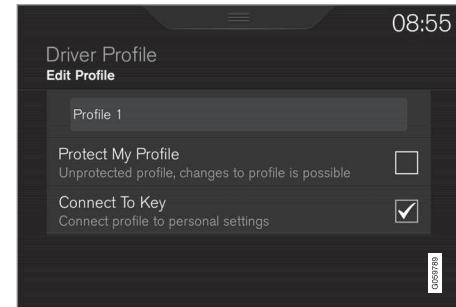 08:55
Driver Profile
Edit Profile
Profile 1
Protect My Profile
Unprotected profile, changes to profile is possible
Connect To Key
Connect profile to personal settings
G059789